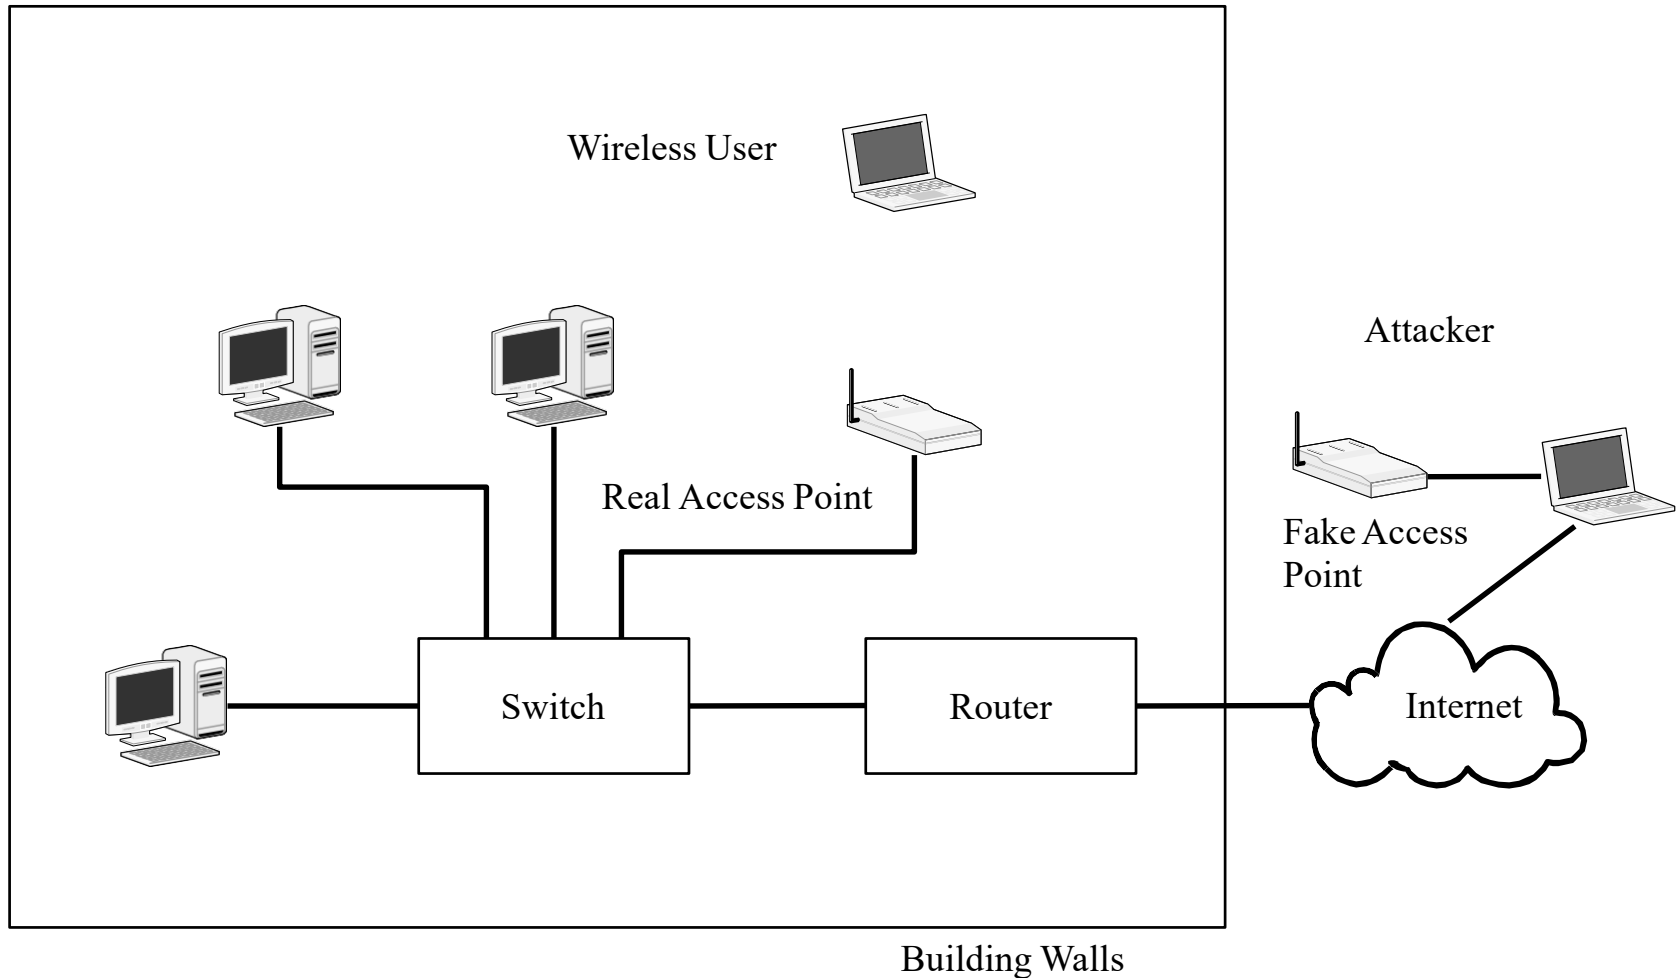 Wireless User
Attacker
Real Access Point
Fake Access
Point
Switch
Router
Internet
Building Walls